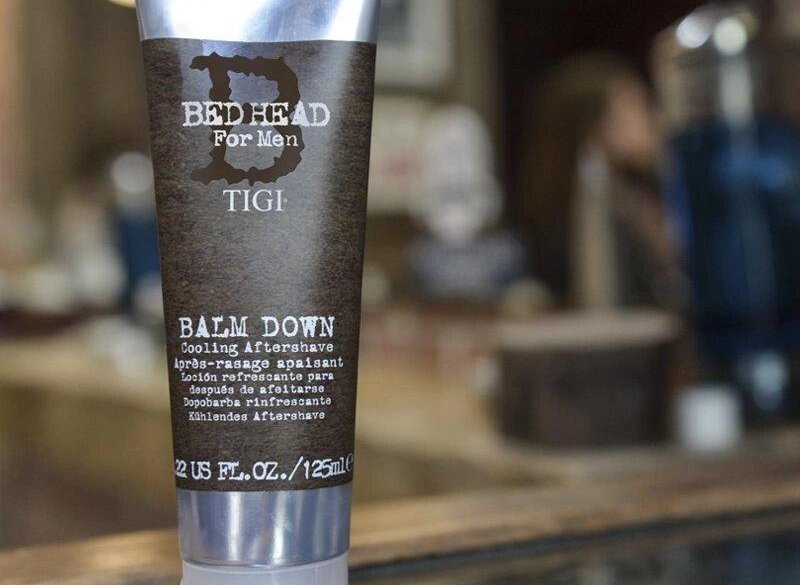 B
BED HEAD
For Men
TIGI
BALM DOWN
Cooling Aftershave
Après-rasage apaisant
Loción refrescante para
después de afeitarse
Dopobarba rinfrescante
Kühlendes Aftershave
.22 US FL.OZ./125ml℮